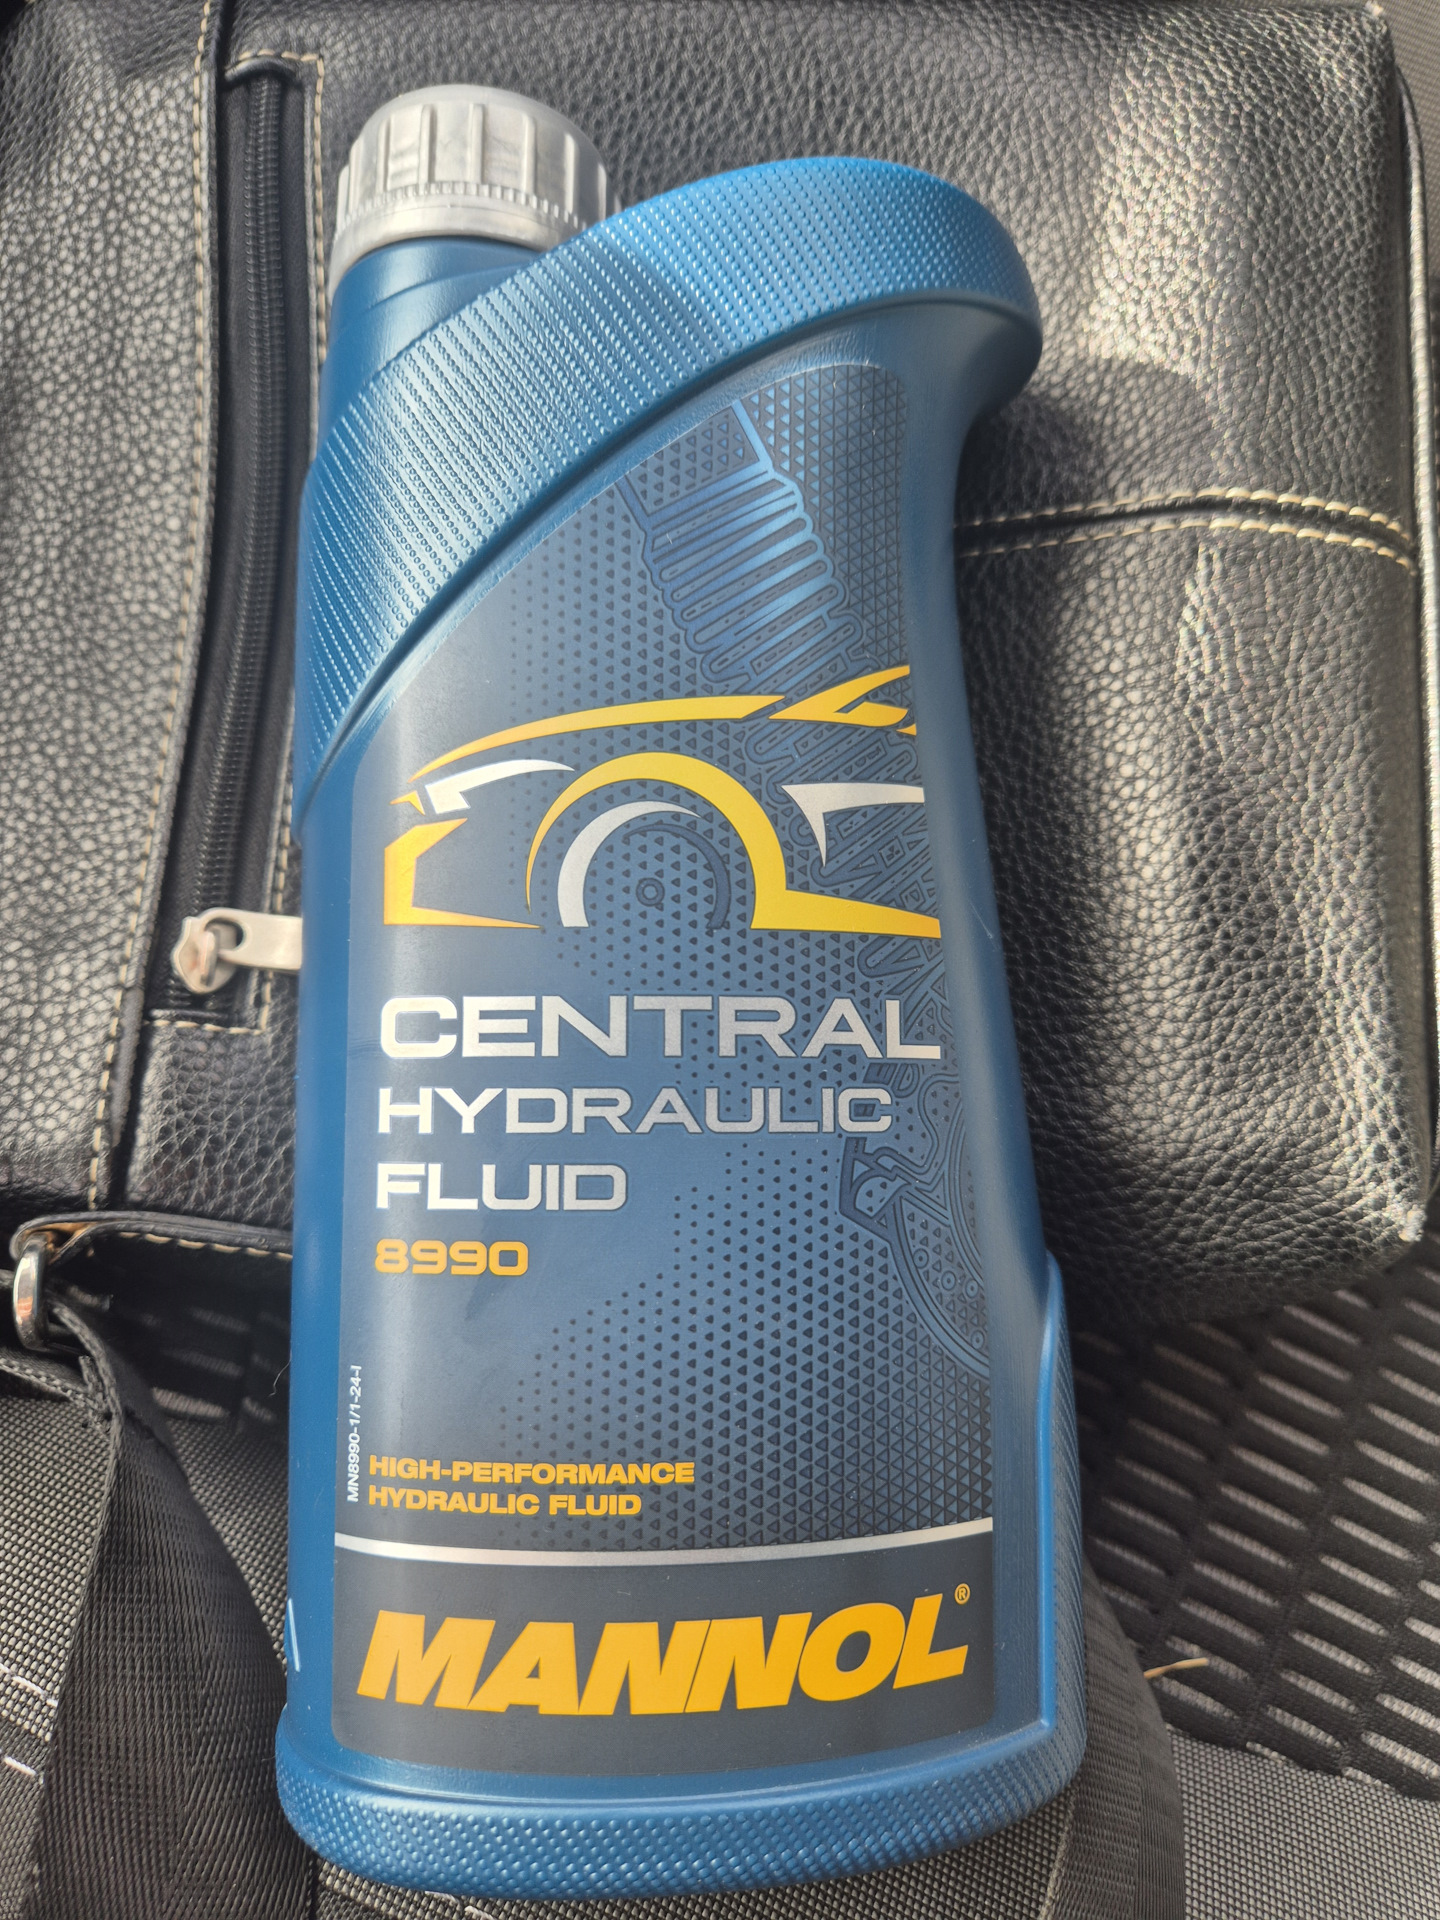 CENTRAL
HYDRAULIC
FLUID
8990
MN8990-1/1-24-I
HIGH-PERFORMANCE
HYDRAULIC FLUID
MANNOL®